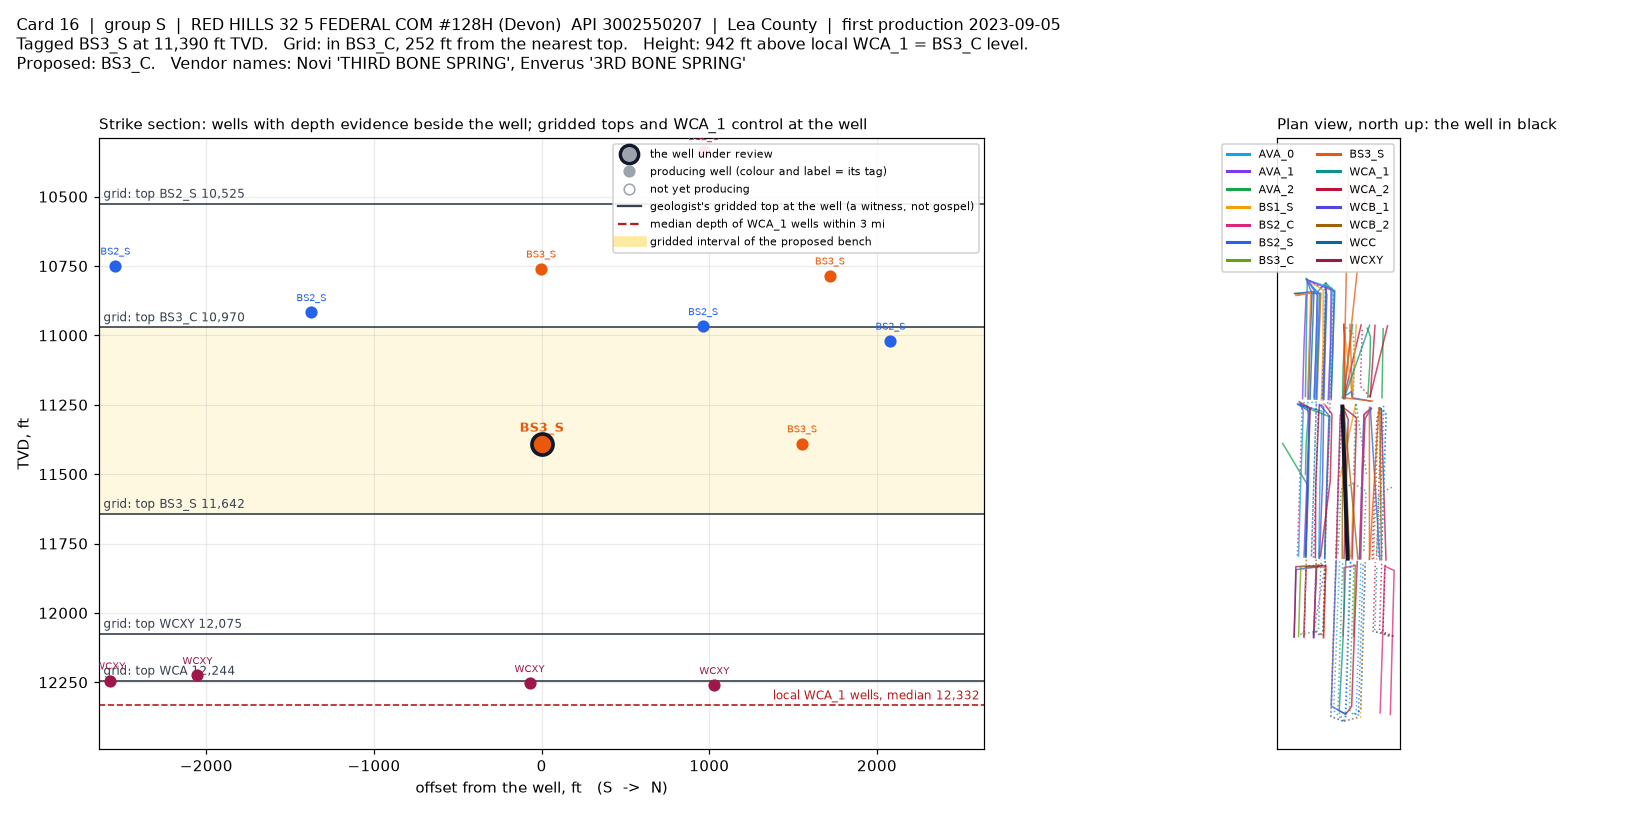 Card 16 | group S | RED HILLS 32 5 FEDERAL COM #128H (Devon) API 3002550207 | Lea County | first production 2023-09-05
Tagged BS3_S at 11,390 ft TVD. Grid: in BS3_C, 252 ft from the nearest top. Height: 942 ft above local WCA_1 = BS3_C level.
Proposed: BS3_C. Vendor names: Novi 'THIRD BONE SPRING', Enverus '3RD BONE SPRING'
Strike section: wells with depth evidence beside the well; gridded tops and WCA_1 control at the well
the well under review
producing well (colour and label = its tag)
not yet producing
geologist's gridded top at the well (a witness, not gospel)
median depth of WCA_1 wells within 3 mi
gridded interval of the proposed bench
grid: top BS2_S 10,525
BS2_S
BS3_S
BS3_S
BS2_S
BS2_S
BS2_S
grid: top BS3_C 10,970
BS3_S
BS3_S
grid: top BS3_S 11,642
grid: top WCXY 12,075
WCXY
WCXY
WCXY
WCXY
grid: top WCA 12,244
local WCA_1 wells, median 12,332
10500
10750
11000
11250
11500
11750
12000
12250
TVD, ft
−2000
−1000
0
1000
2000
offset from the well, ft (S -> N)
Plan view, north up: the well in black
AVA_0
AVA_1
AVA_2
BS1_S
BS2_C
BS2_S
BS3_C
BS3_S
WCA_1
WCA_2
WCB_1
WCB_2
WCC
WCXY